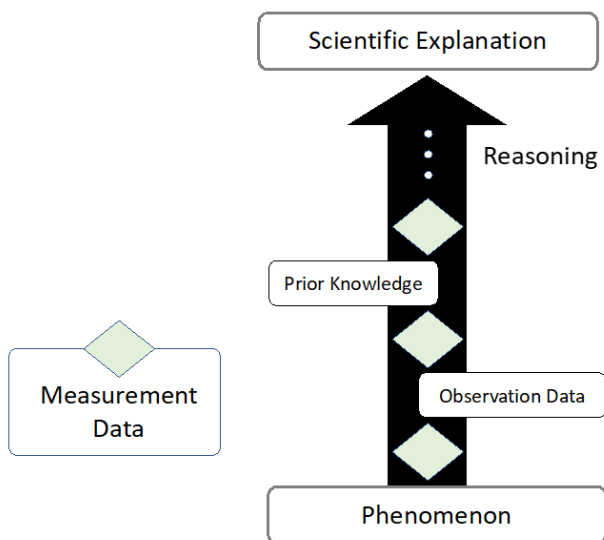 Scientific Explanation
Reasoning
Prior Knowledge
Measurement
Data
Observation Data
Phenomenon